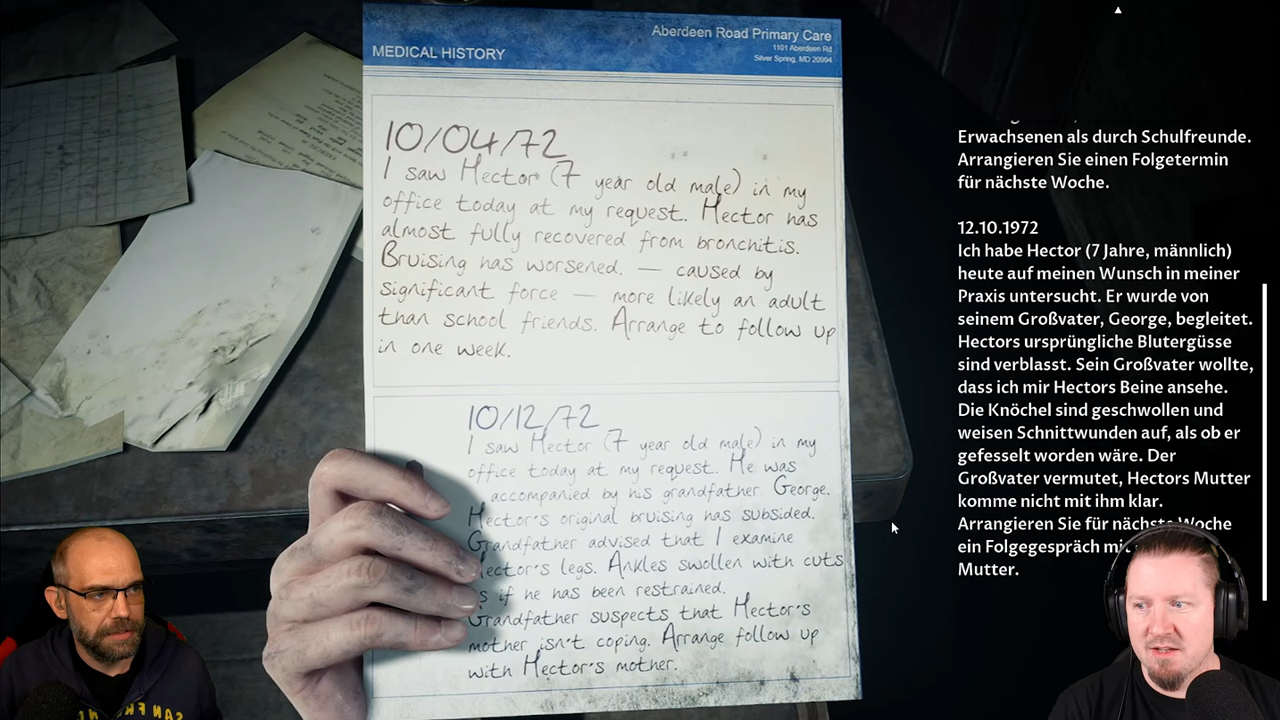 Aberdeen Road Primary Care
1101 Aberdeen Rd
Silver Spring, MD 20994
MEDICAL HISTORY
10/04/72
I saw Hector (7 year old male) in my
office today at my request. Hector has
almost fully recovered from bronchitis.
Bruising has worsened. — caused by
significant force — more likely an adult
than school friends. Arrange to follow up
in one week.
10/12/72
I saw Hector (7 year old male) in my
office today at my request. He was
accompanied by his grandfather George.
Hector's original bruising has subsided.
Grandfather advised that I examine
Hector's legs. Ankles swollen with cuts
as if he has been restrained.
Grandfather suspects that Hector's
mother isn't coping. Arrange follow up
with Hector's mother.
Erwachsenen als durch Schulfreunde.
Arrangieren Sie einen Folgetermin
für nächste Woche.
12.10.1972
Ich habe Hector (7 Jahre, männlich)
heute auf meinen Wunsch in meiner
Praxis untersucht. Er wurde von
seinem Großvater, George, begleitet.
Hectors ursprüngliche Blutergüsse
sind verblasst. Sein Großvater wollte,
dass ich mir Hectors Beine ansehe.
Die Knöchel sind geschwollen und
weisen Schnittwunden auf, als ob er
gefesselt worden wäre. Der
Großvater vermutet, Hectors Mutter
komme nicht mit ihm klar.
Arrangieren Sie für nächste Woche
ein Folgegespräch mit
Mutter.